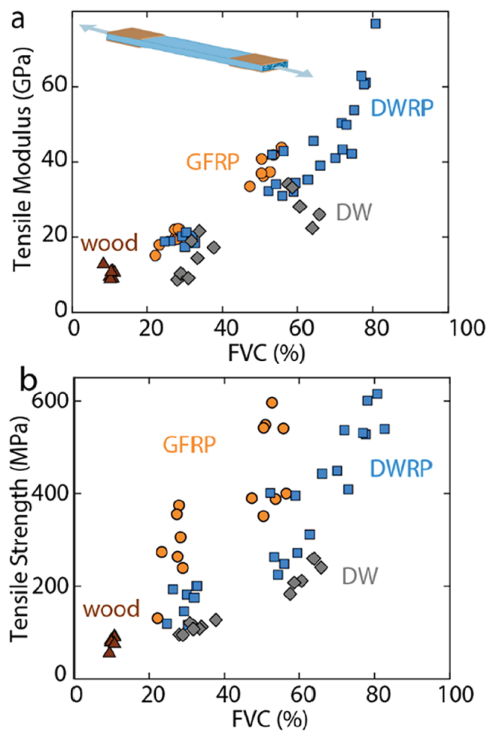 a
Tensile Modulus (GPa)
60
40
20
0
DWRP
GFRP
DW
wood
0 20 40 60 80 100
FVC (%)
b
Tensile Strength (MPa)
600
400
200
0
GFRP
DWRP
DW
wood
0 20 40 60 80 100
FVC (%)